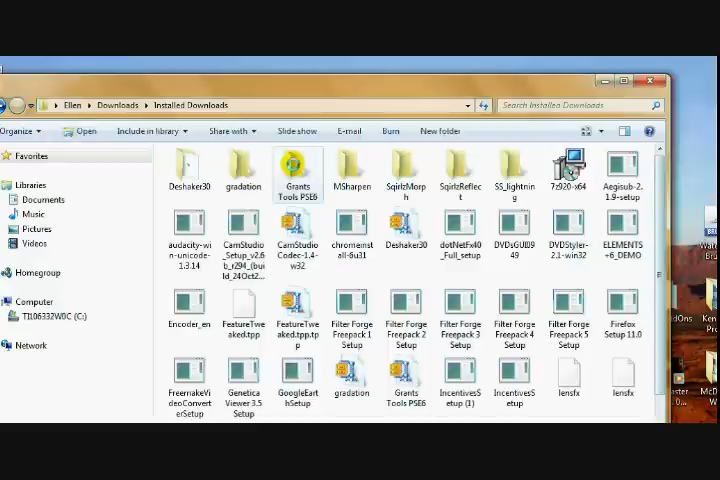 Ellen Downloads Installed Downloads
Search Installed Downloads
Organize Open Include in library Share with Slide show E-mail Burn New folder
Favorites
Libraries
Documents
Music
Pictures
Videos
Homegroup
Computer
TI106332W0C (C:)
Network
Deshaker30
gradation
Grants
Tools PSE6
MSharpen
SqirlzMorp
h
SqirlzReflec
t
SS_lightnin
g
7z920-x64
Aegisub-2.
1.9-setup
audacity-wi
n-unicode-
1.3.14
CamStudio
_Setup_v2.6
b_r294_(bui
ld_24Oct2...
CamStudio
Codec-1.4-
w32
chromeinst
all-6u31
Deshaker30
dotNetFx40
_Full_setup
DVDsGUI09
49
DVDStyler-
2.1-win32
ELEMENTS
+6_DEMO
Encoder_en
FeatureTwe
aked.tpp
FeatureTwe
aked.tpp.tp
p
Filter Forge
Freepack 1
Setup
Filter Forge
Freepack 2
Setup
Filter Forge
Freepack 3
Setup
Filter Forge
Freepack 4
Setup
Filter Forge
Freepack 5
Setup
Firefox
Setup 11.0
FreemakeVi
deoConvert
erSetup
Genetica
Viewer 3.5
Setup
GoogleEart
hSetup
gradation
Grants
Tools PSE6
IncentivesS
etup (1)
IncentivesS
etup
lensfx
lensfx